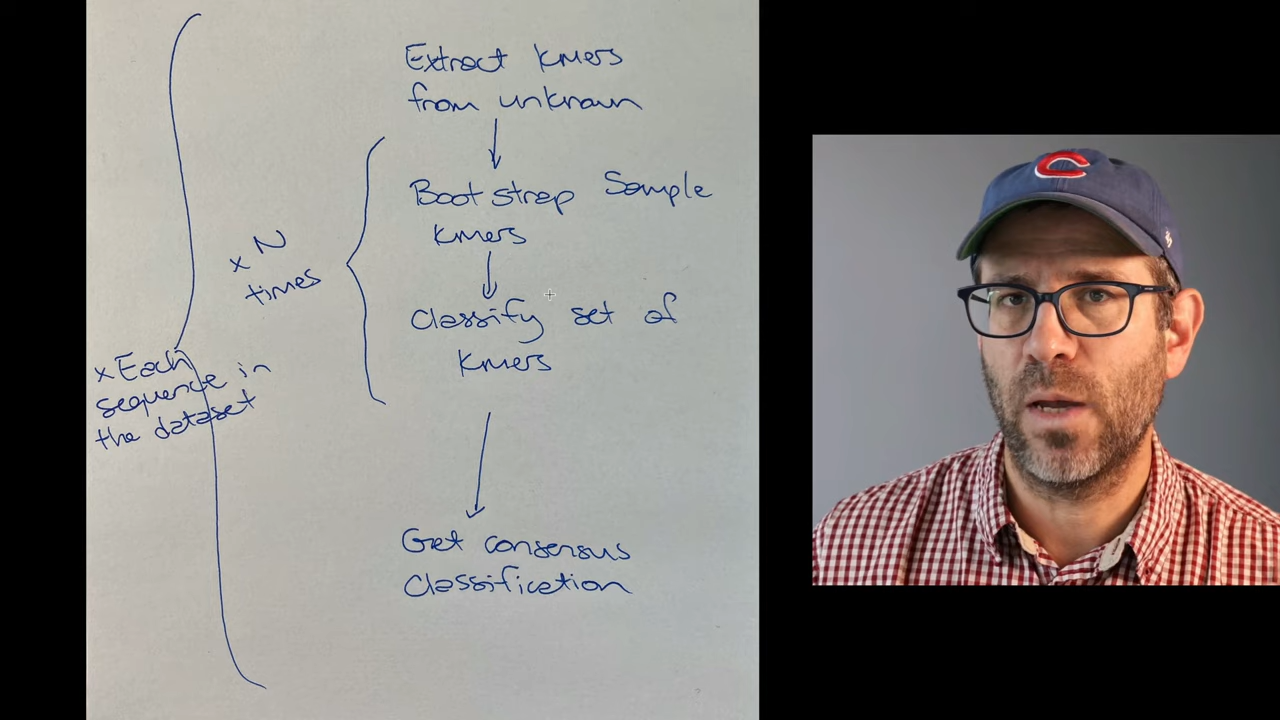 Extract kmers
from unknown
Bootstrap Sample
kmers
x N
times
Classify set of
kmers
x Each
sequence in
the dataset
Get consensus
Classification
C